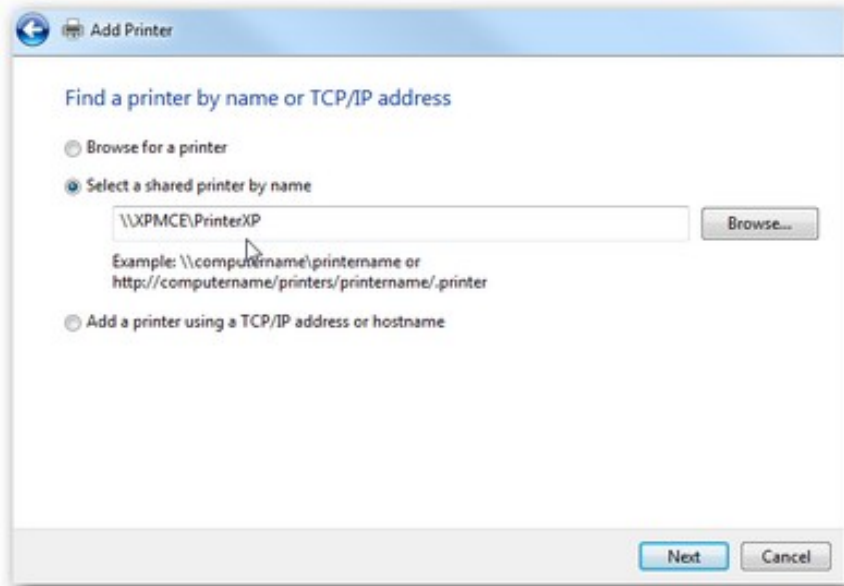 Add Printer
Find a printer by name or TCP/IP address
Browse for a printer
Select a shared printer by name
\\XPMCE\PrinterXP
Browse...
Example: \\computername\printername or
http://computername/printers/printername/.printer
Add a printer using a TCP/IP address or hostname
Next
Cancel